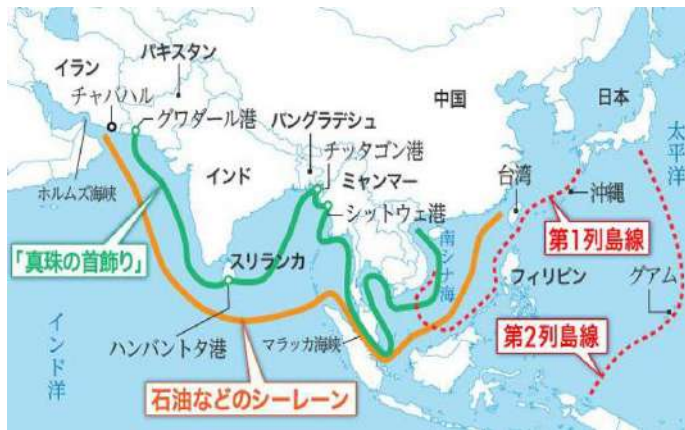 パキスタン
イラン
チャバハル
グワダール港
バングラデシュ
チッタゴン港
ミャンマー
シットウェ港
中国
日本
太平洋
台湾
沖縄
第1列島線
ホルムズ海峡
インド
「真珠の首飾り」
スリランカ
南シナ海
フィリピン
グアム
インド洋
ハンバントタ港
マラッカ海峡
第2列島線
石油などのシーレーン